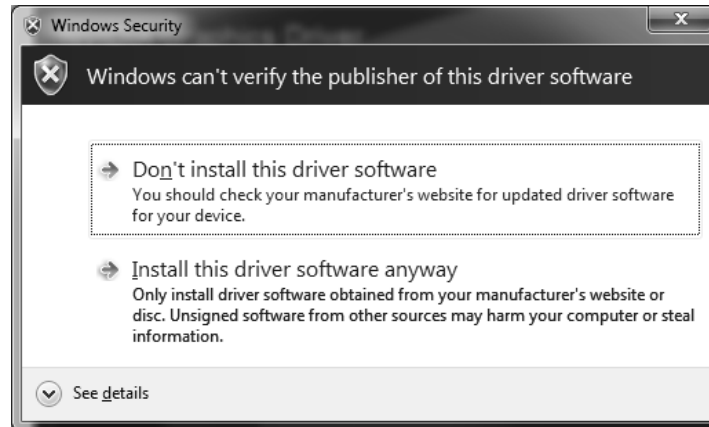 Windows Security
Windows can't verify the publisher of this driver software
Don't install this driver software
You should check your manufacturer's website for updated driver software
for your device.
Install this driver software anyway
Only install driver software obtained from your manufacturer's website or
disc. Unsigned software from other sources may harm your computer or steal
information.
See details